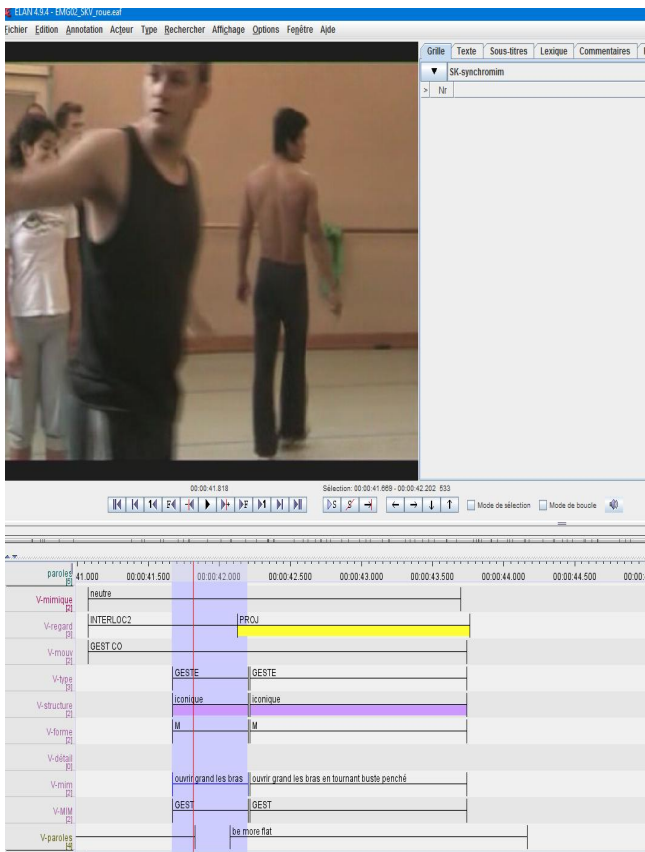 ELAN 4.9.4 - EMG02_SKV_roue.eaf
Fichier Edition Annotation Acteur Type Rechercher Affichage Options Fenêtre Aide
Grille Texte Sous-titres Lexique Commentaires
SK-synchromim
> Nr
00:00:41.818 Sélection: 00:00:41.669 - 00:00:42.202 533
Mode de sélection Mode de boucle
paroles 41.000 00:00:41.500 00:00:42.000 00:00:42.500 00:00:43.000 00:00:43.500 00:00:44.000 00:00:44.500 00:00:
V-mimique neutre
V-regard INTERLOC2 PROJ
V-mouv GEST CO
V-type GESTE GESTE
V-structure iconique iconique
V-forme M M
V-détail
V-mim ouvrir grand les bras ouvrir grand les bras en tournant buste penché
V-MIM GEST GEST
V-paroles be more flat